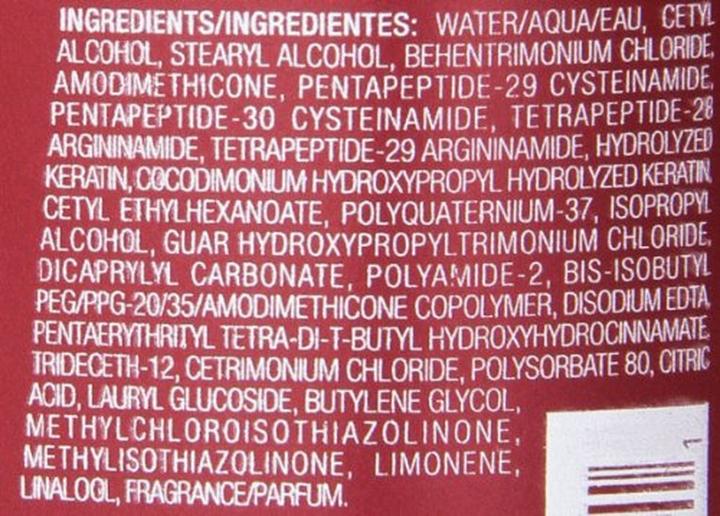 INGREDIENTS/INGREDIENTES: WATER/AQUA/EAU, CETYL
ALCOHOL, STEARYL ALCOHOL, BEHENTRIMONIUM CHLORIDE,
AMODIMETHICONE, PENTAPEPTIDE-29 CYSTEINAMIDE,
PENTAPEPTIDE-30 CYSTEINAMIDE, TETRAPEPTIDE-28
ARGININAMIDE, TETRAPEPTIDE-29 ARGININAMIDE, HYDROLYZED
KERATIN, COCODIMONIUM HYDROXYPROPYL HYDROLYZED KERATIN,
CETYL ETHYLHEXANOATE, POLYQUATERNIUM-37, ISOPROPYL
ALCOHOL, GUAR HYDROXYPROPYLTRIMONIUM CHLORIDE,
DICAPRYLYL CARBONATE, POLYAMIDE-2, BIS-ISOBUTYL
PEG/PPG-20/35/AMODIMETHICONE COPOLYMER, DISODIUM EDTA,
PENTAERYTHRITYL TETRA-DI-T-BUTYL HYDROXYHYDROCINNAMATE,
TRIDECETH-12, CETRIMONIUM CHLORIDE, POLYSORBATE 80, CITRIC
ACID, LAURYL GLUCOSIDE, BUTYLENE GLYCOL,
METHYLCHLOROISOTHIAZOLINONE,
METHYLISOTHIAZOLINONE, LIMONENE,
LINALOOL, FRAGRANCE/PARFUM.
1